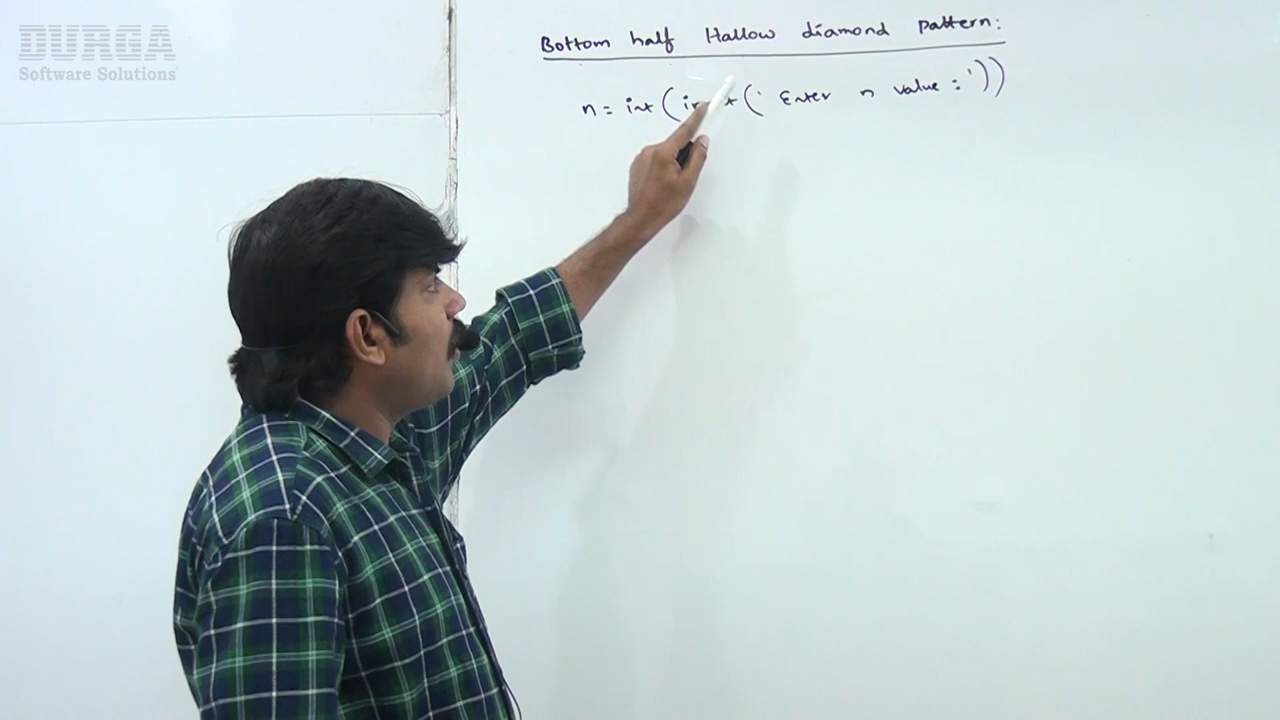 DURGA
Software Solutions
Bottom half Hallow diamond pattern:
n = int( ('Enter n value : '))